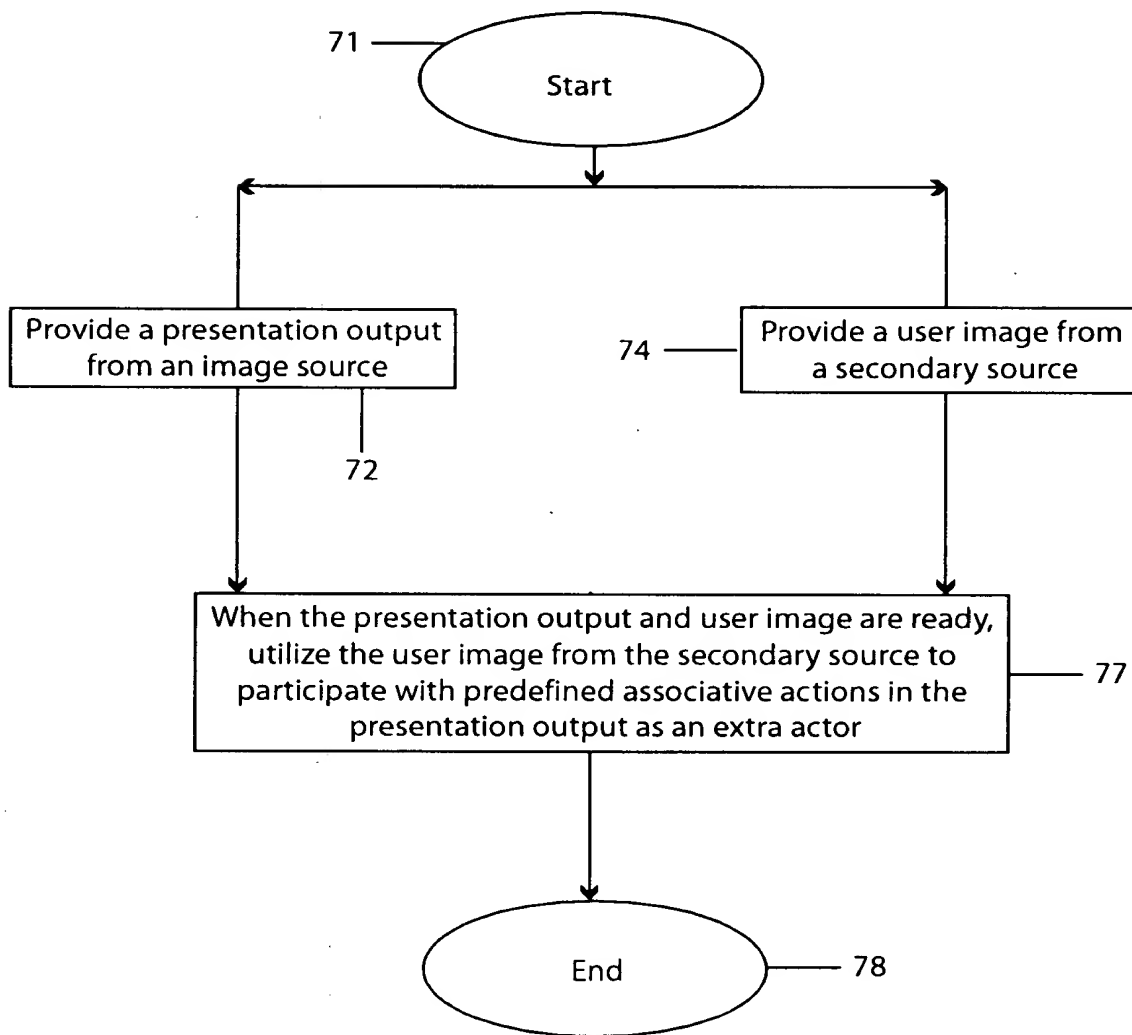 71
Start
Provide a presentation output
from an image source
72
74
Provide a user image from
a secondary source
When the presentation output and user image are ready,
utilize the user image from the secondary source to
participate with predefined associative actions in the
presentation output as an extra actor
77
End
78